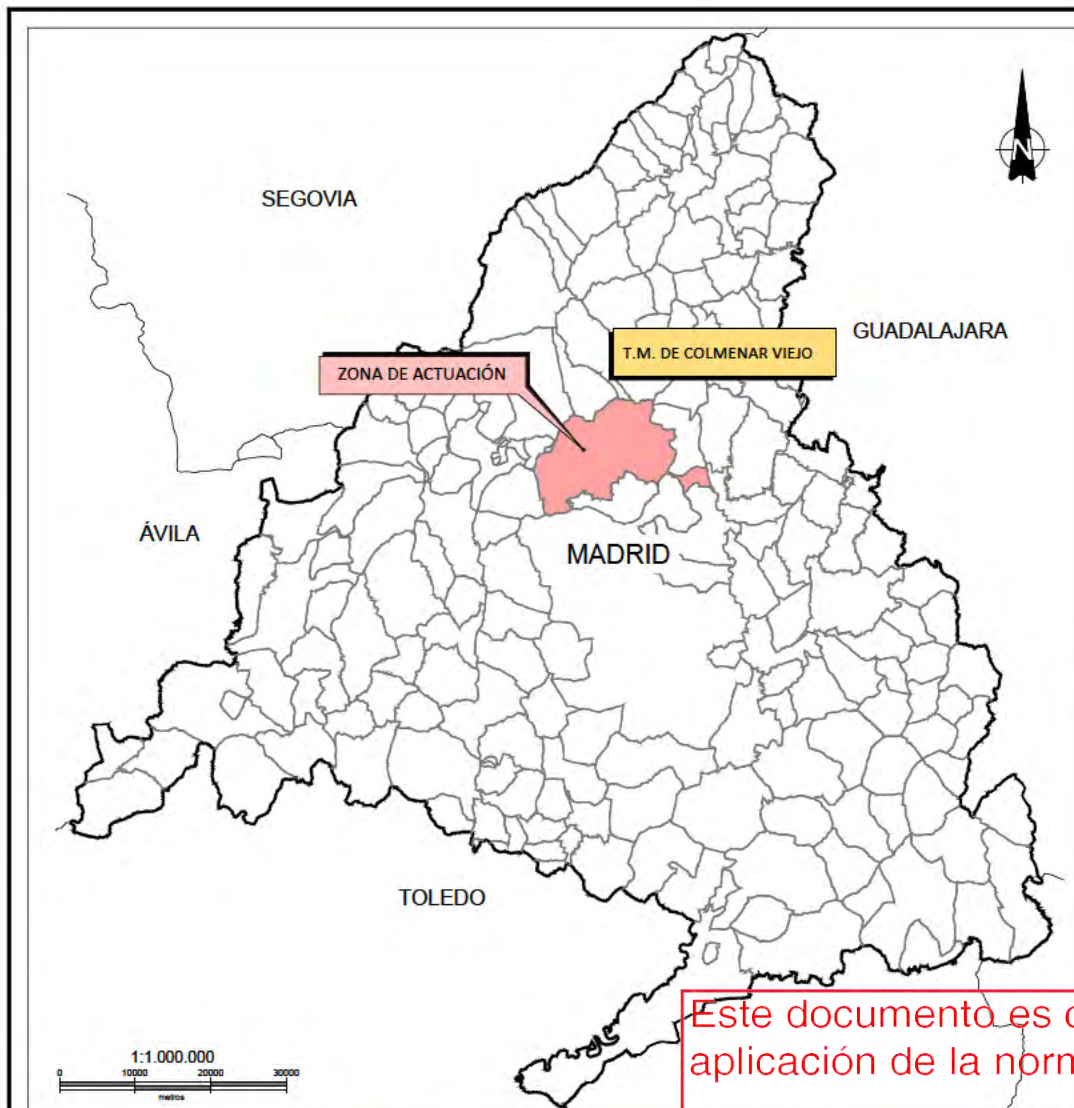 N
SEGOVIA
GUADALAJARA
T.M. DE COLMENAR VIEJO
ZONA DE ACTUACIÓN
ÁVILA
MADRID
TOLEDO
Este documento es
aplicación de la
1:1.000.000
0 10000 20000 30000
metros